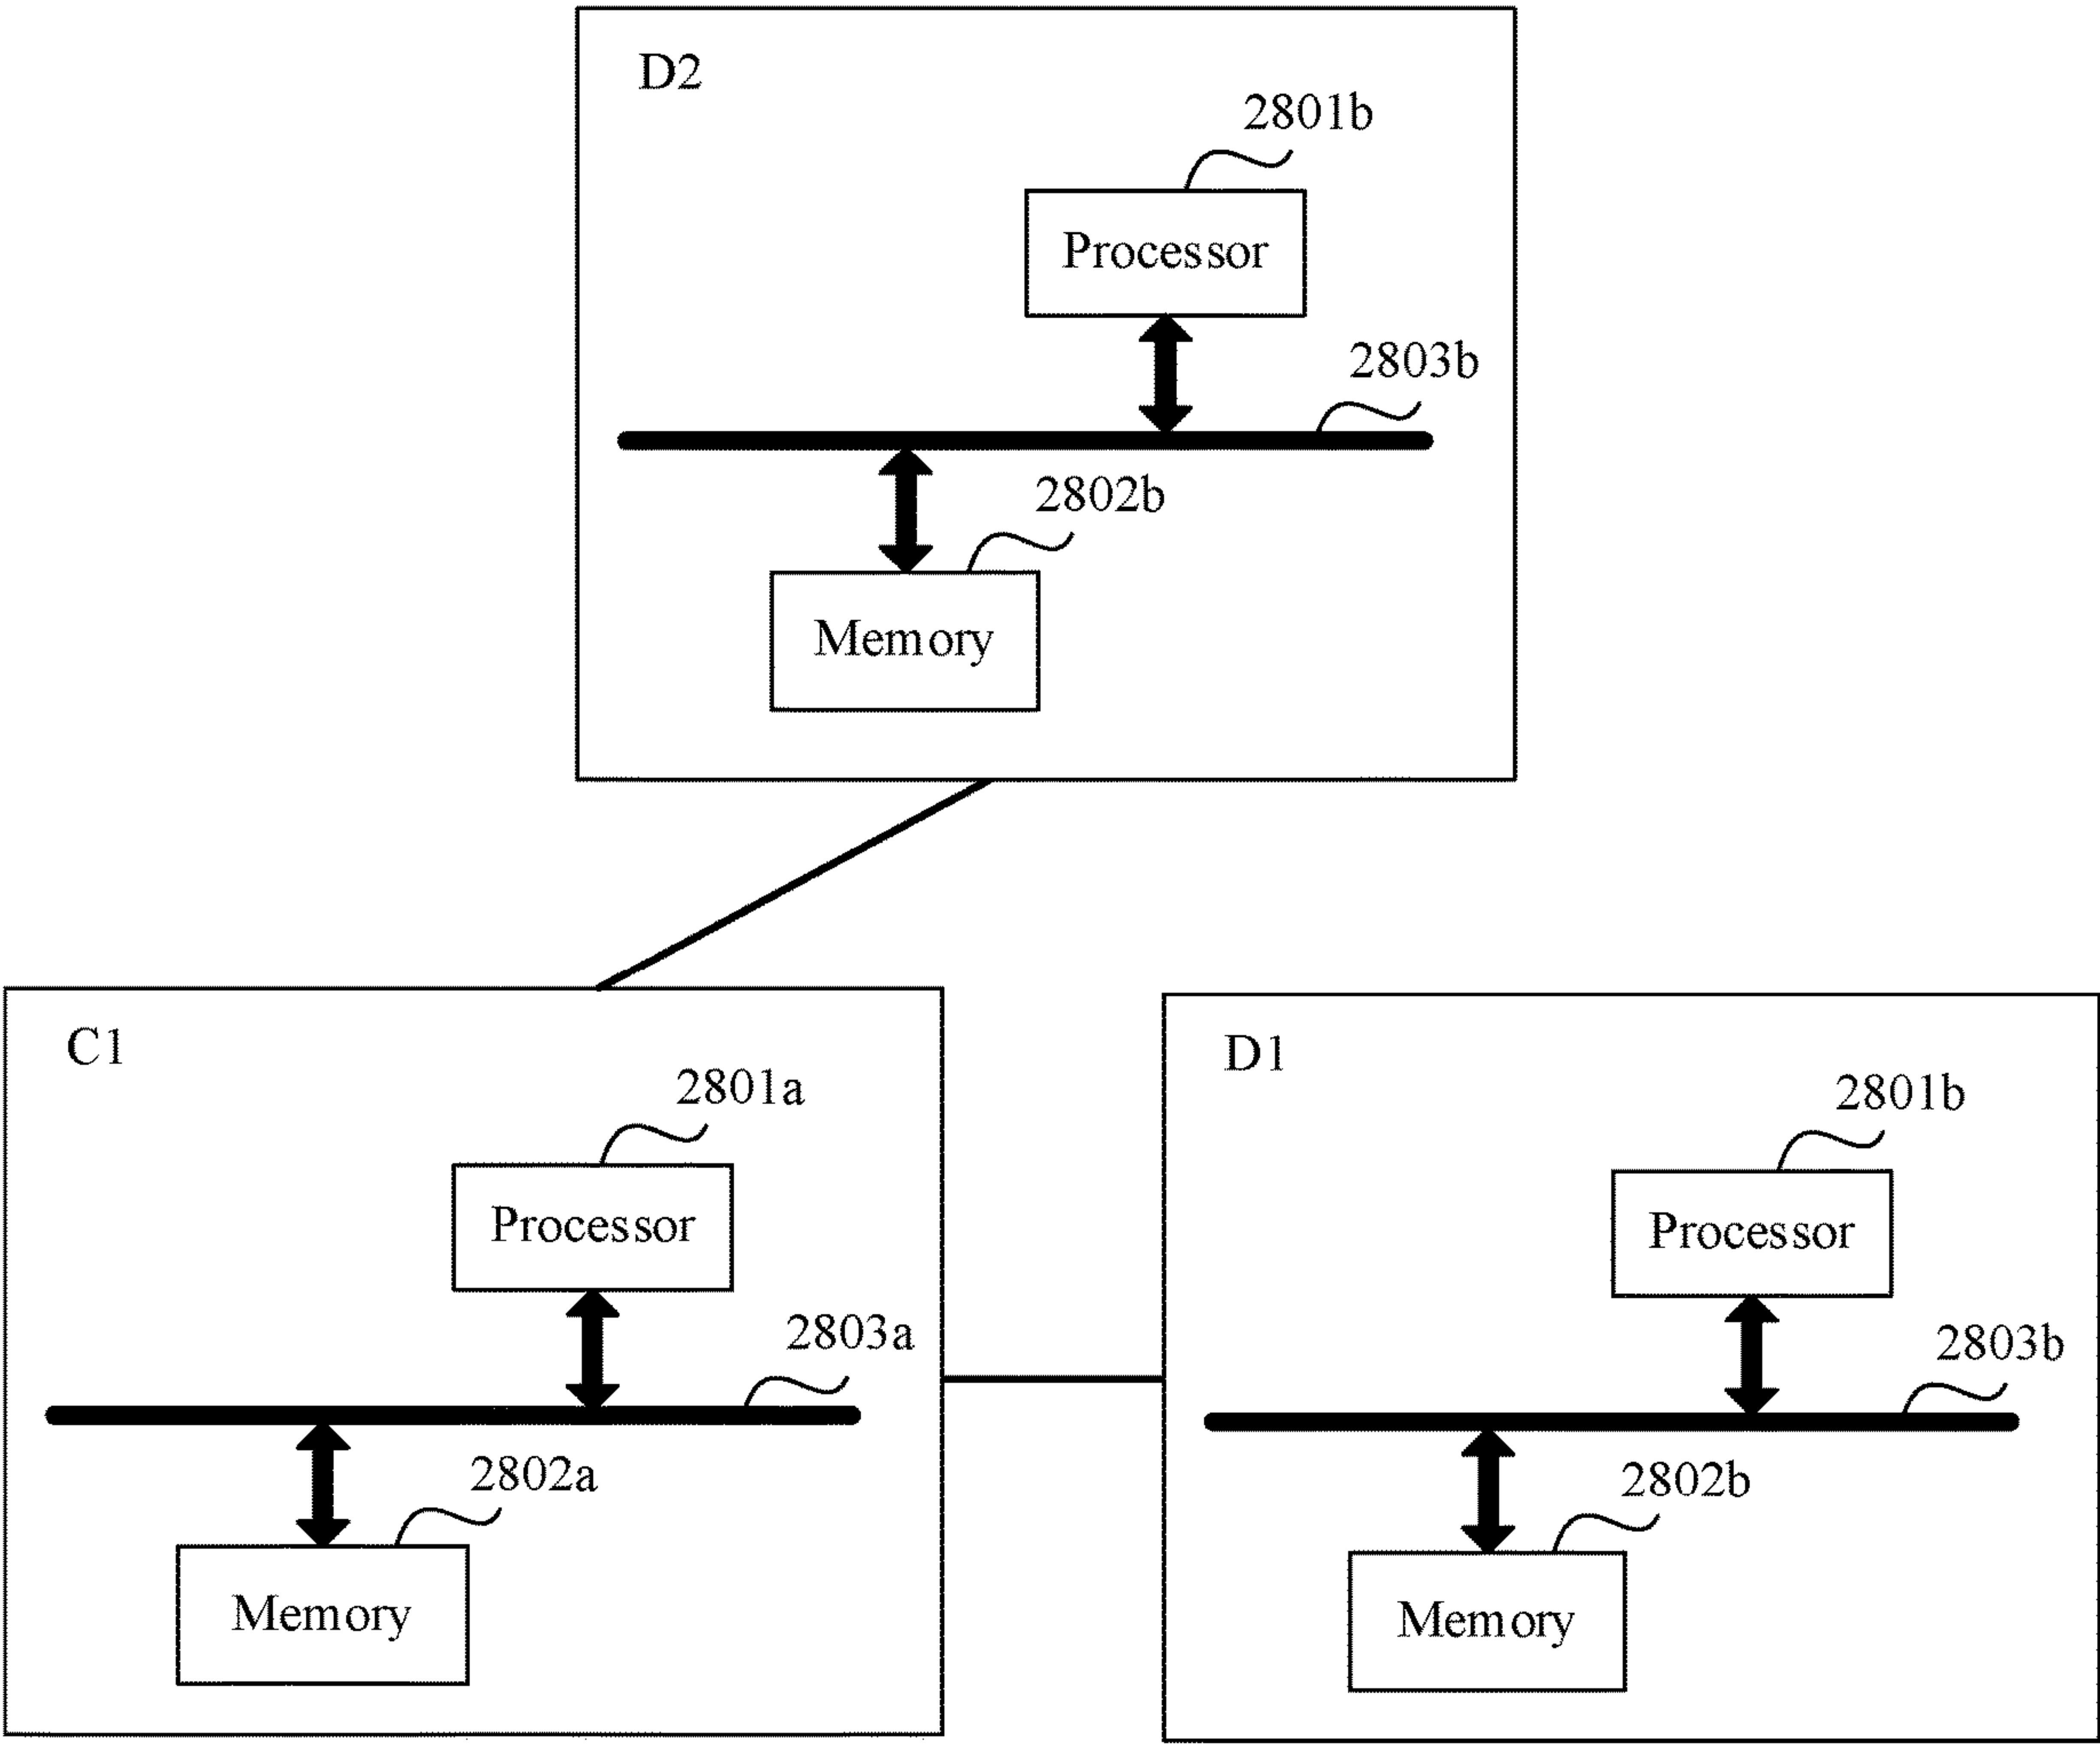 D2
2801b
Processor
2803b
2802b
Memory
C1
2801a
Processor
2803a
2802a
Memory
D1
2801b
Processor
2803b
2802b
Memory